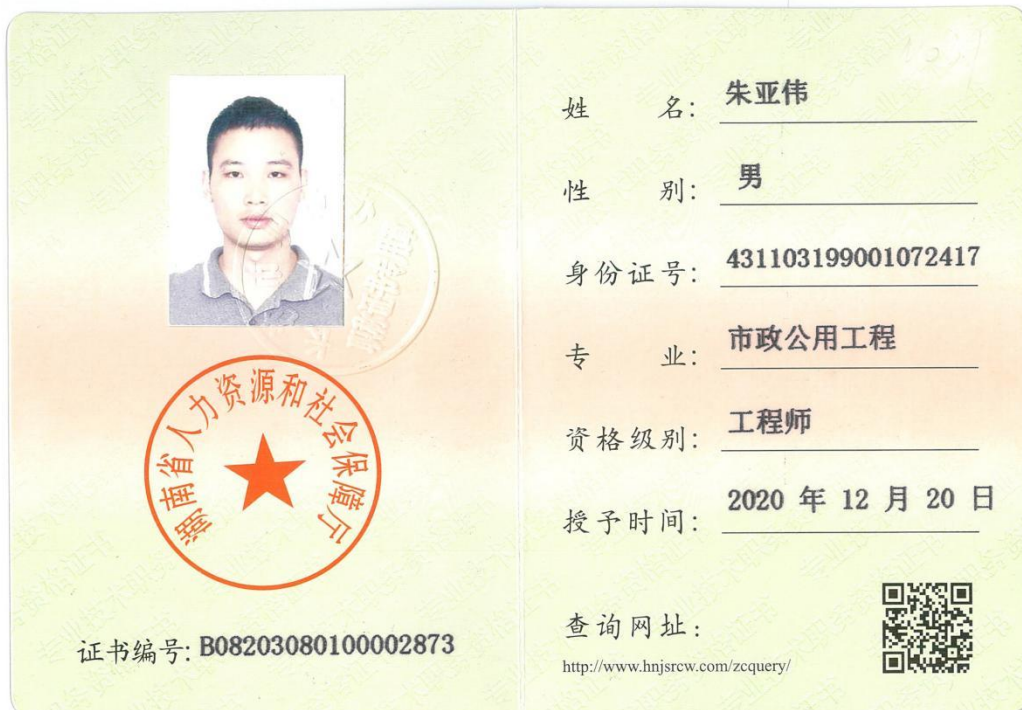 湖南省人力资源和社会保障厅
证书编号: B08203080100002873
姓 名: 朱亚伟
性 别: 男
身份证号: 431103199001072417
专 业: 市政公用工程
资格级别: 工程师
授予时间: 2020 年 12 月 20 日
查询网址:
http://www.hnjsrcw.com/zcquery/